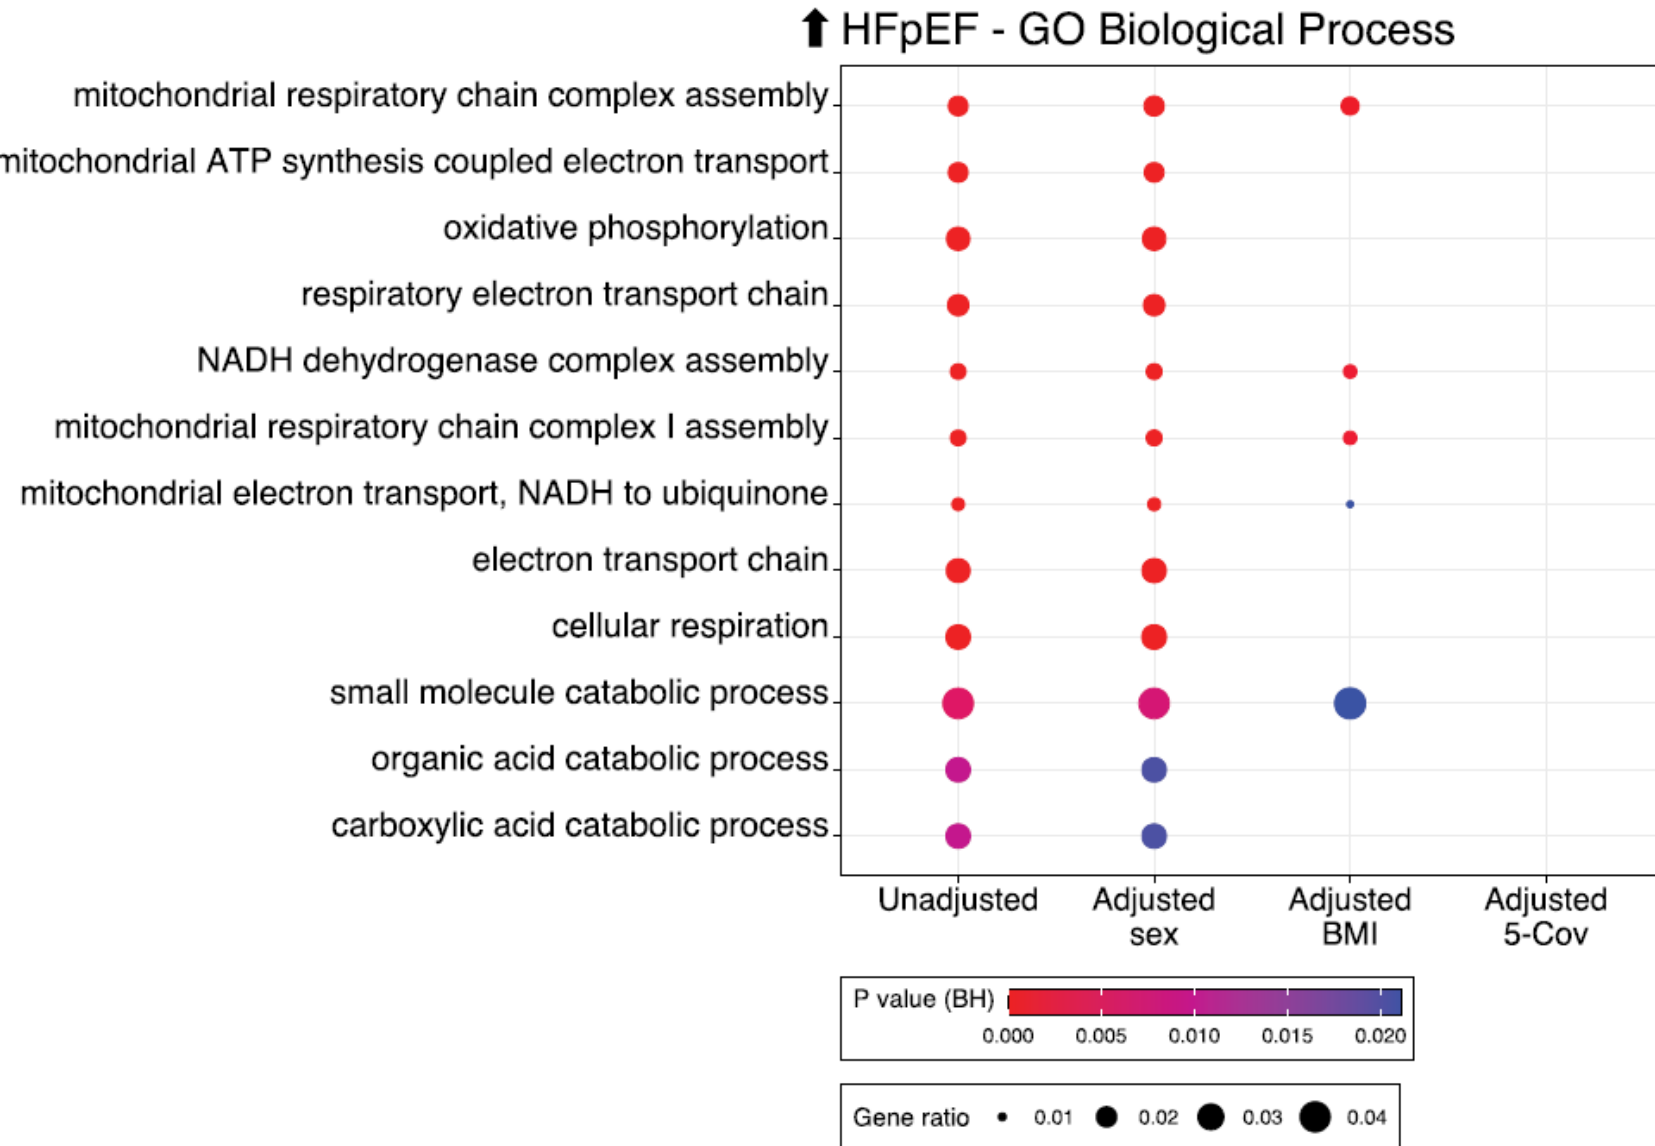 ⬆ HFpEF - GO Biological Process
mitochondrial respiratory chain complex assembly
mitochondrial ATP synthesis coupled electron transport
oxidative phosphorylation
respiratory electron transport chain
NADH dehydrogenase complex assembly
mitochondrial respiratory chain complex I assembly
mitochondrial electron transport, NADH to ubiquinone
electron transport chain
cellular respiration
small molecule catabolic process
organic acid catabolic process
carboxylic acid catabolic process
Unadjusted Adjusted Adjusted Adjusted
sex BMI 5-Cov
P value (BH)
0.000 0.005 0.010 0.015 0.020
Gene ratio 0.01 0.02 0.03 0.04